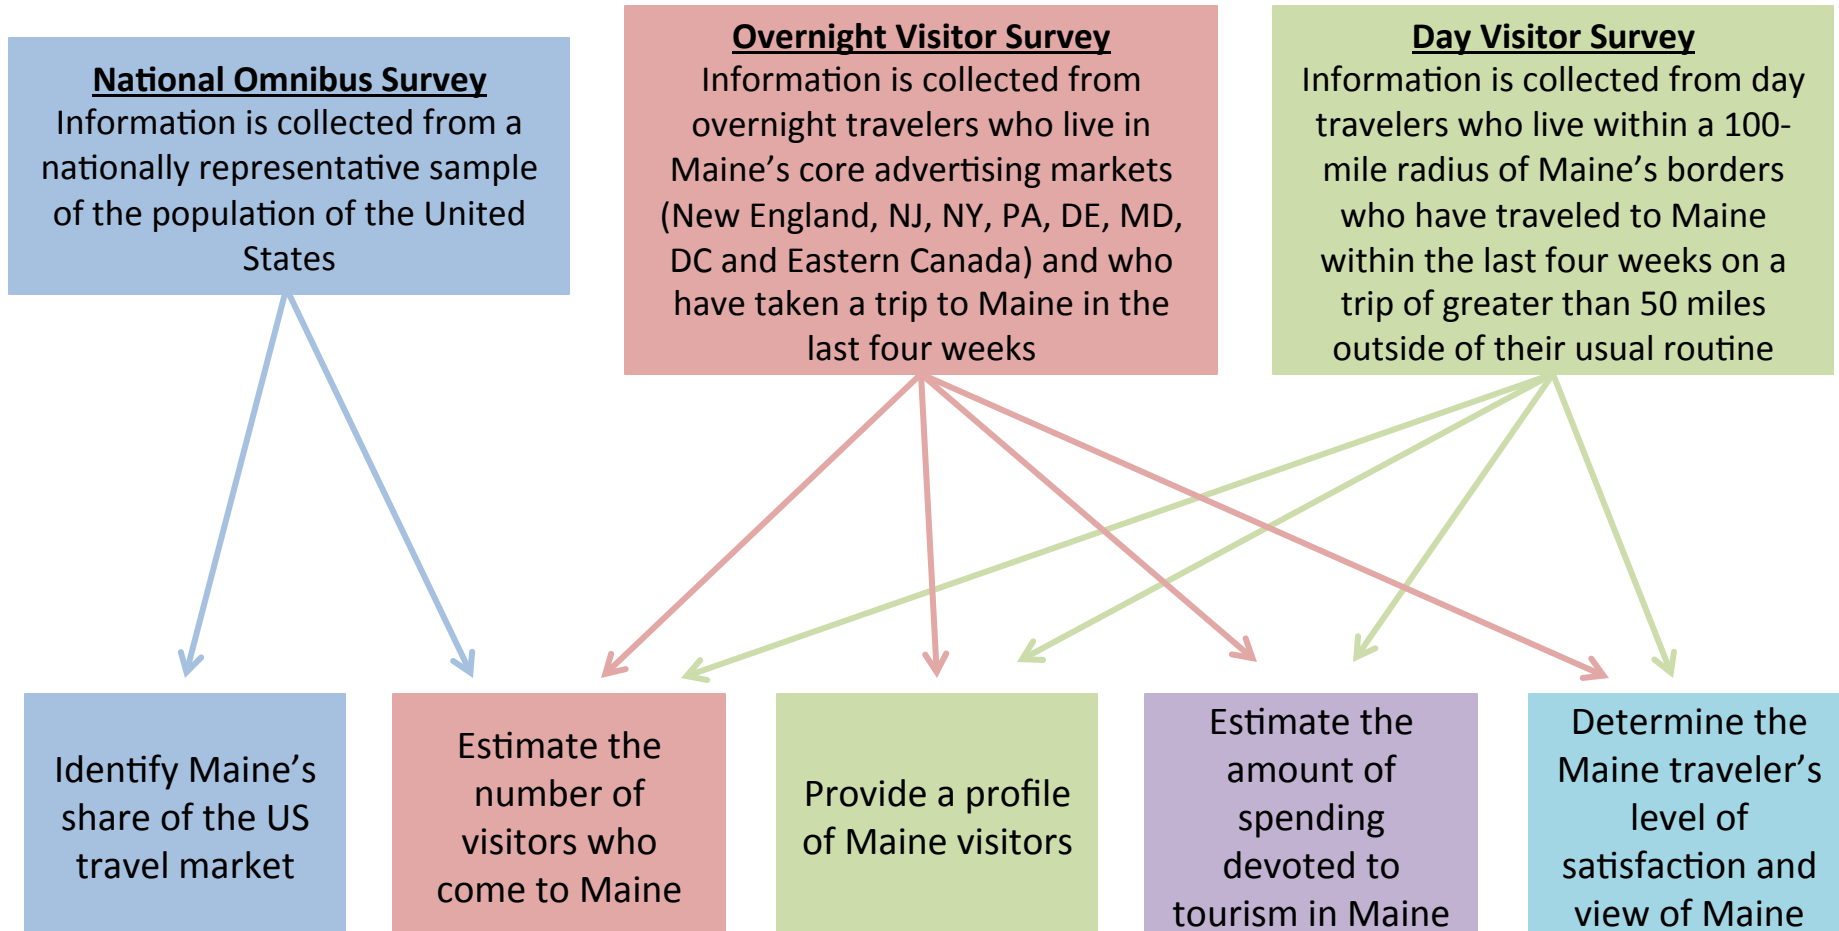 National Omnibus Survey
Information is collected from a
nationally representative sample
of the population of the United
States
Overnight Visitor Survey
Information is collected from
overnight travelers who live in
Maine’s core advertising markets
(New England, NJ, NY, PA, DE, MD,
DC and Eastern Canada) and who
have taken a trip to Maine in the
last four weeks
Day Visitor Survey
Information is collected from day
travelers who live within a 100-
mile radius of Maine’s borders
who have traveled to Maine
within the last four weeks on a
trip of greater than 50 miles
outside of their usual routine
Identify Maine’s
share of the US
travel market
Estimate the
number of
visitors who
come to Maine
Provide a profile
of Maine visitors
Estimate the
amount of
spending
devoted to
tourism in Maine
Determine the
Maine traveler’s
level of
satisfaction and
view of Maine